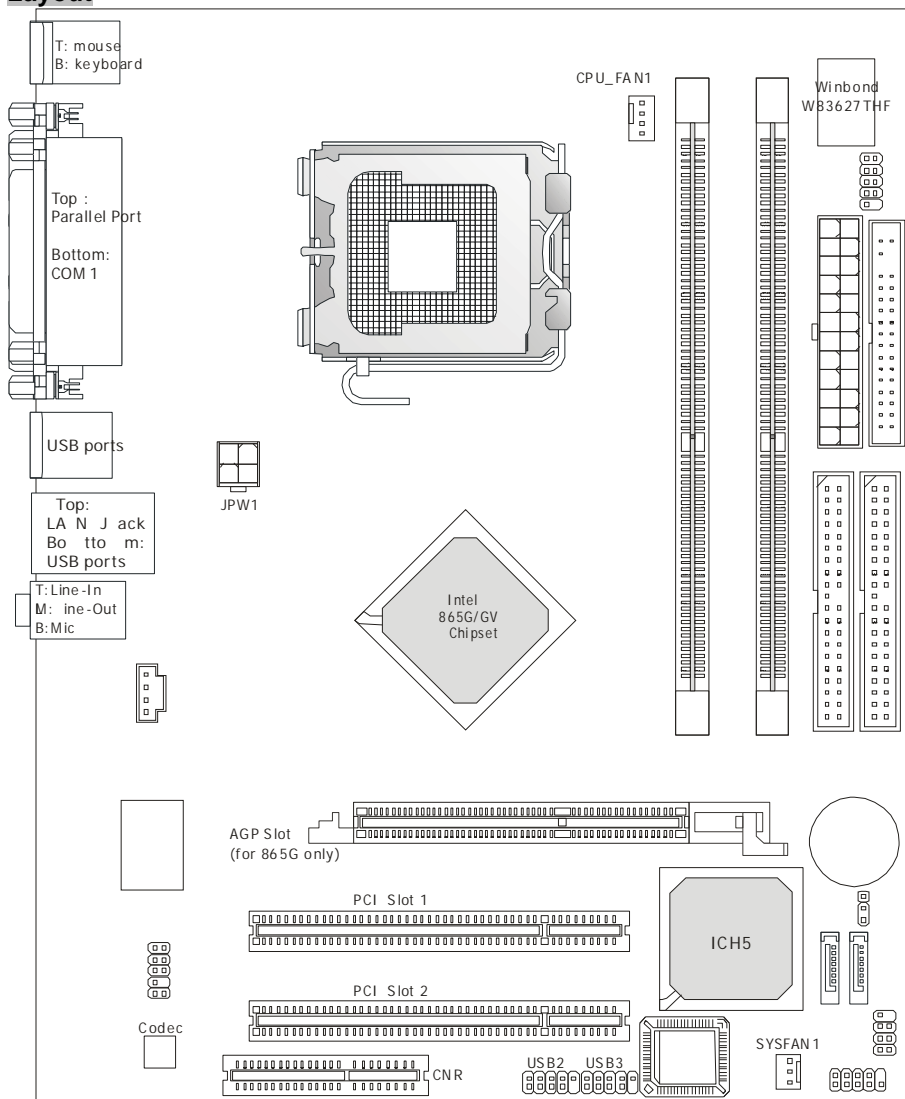 Layout
T: mouse
B: keyboard
CPU_FAN1
Winbond
W83627THF
Top :
Parallel Port
Bottom:
COM 1
USB ports
JPW1
Top:
LA N J ack
Bo tto m:
USB ports
T:Line-In
M: ine-Out
B:Mic
Intel
865G/GV
Chipset
AGP Slot
(for 865G only)
PCI Slot 1
ICH5
PCI Slot 2
Codec
CNR
USB2
USB3
SYSFAN1